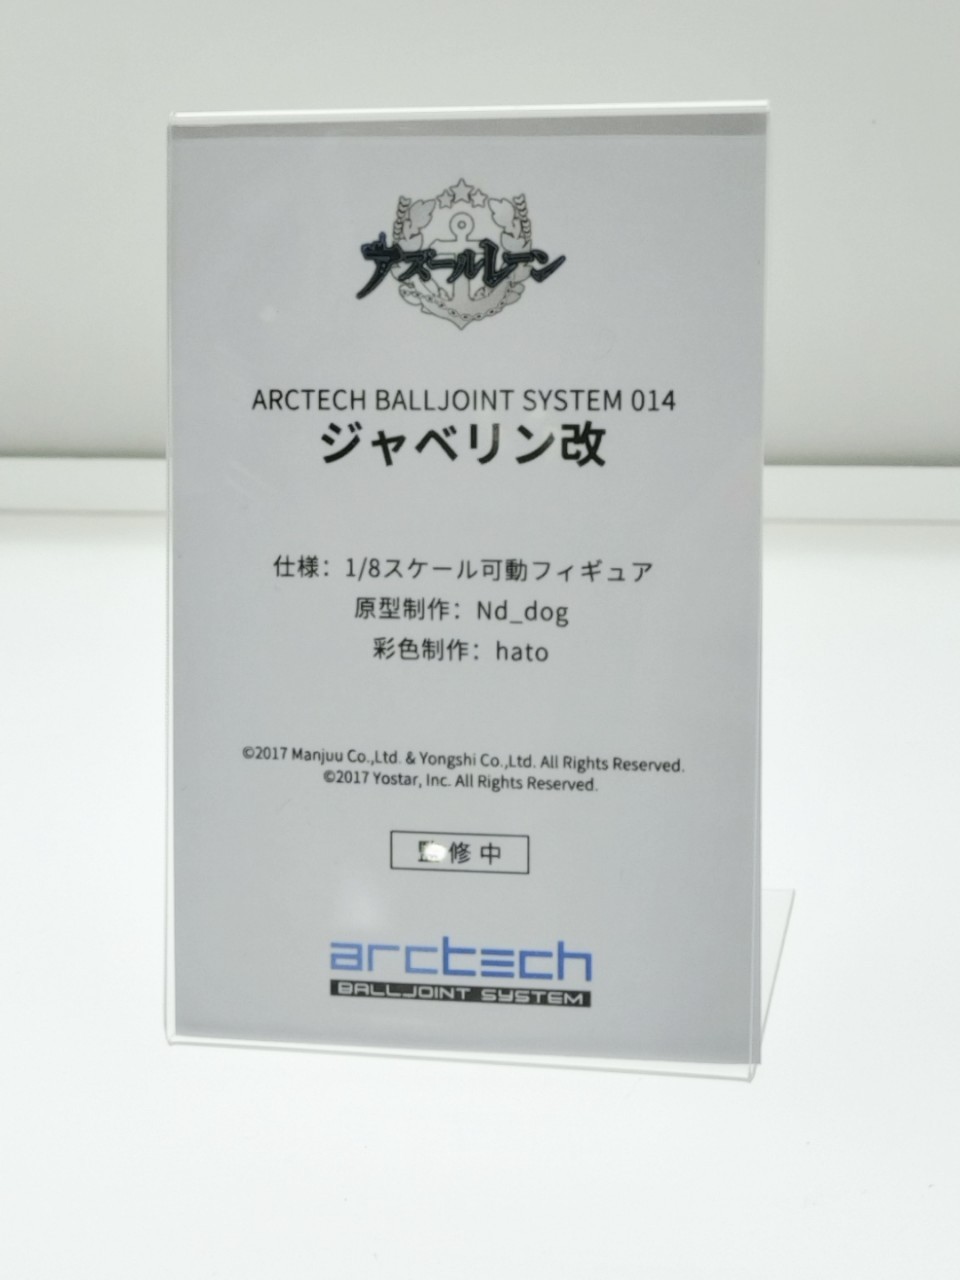 アズールレーン
ARCTECH BALLJOINT SYSTEM 014
ジャベリン改
仕様：1/8スケール可動フィギュア
原型制作：Nd_dog
彩色制作：hato
©2017 Manjuu Co.,Ltd. & Yongshi Co.,Ltd. All Rights Reserved.
©2017 Yostar, Inc. All Rights Reserved.
監修中
arctech
BALLJOINT SYSTEM